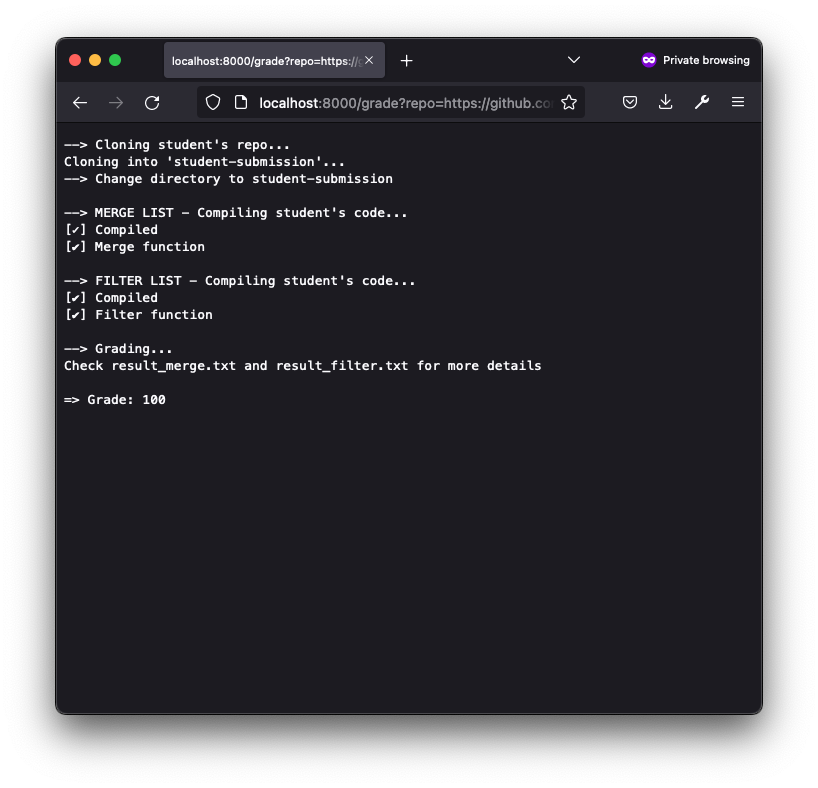 localhost:8000/grade?repo=https://g
Private browsing
localhost:8000/grade?repo=https://github.co
——> Cloning student's repo...
Cloning into 'student-submission'...
——> Change directory to student-submission
——> MERGE LIST – Compiling student's code...
[✓] Compiled
[✔] Merge function
——> FILTER LIST – Compiling student's code...
[✔] Compiled
[✔] Filter function
——> Grading...
Check result_merge.txt and result_filter.txt for more details
=> Grade: 100